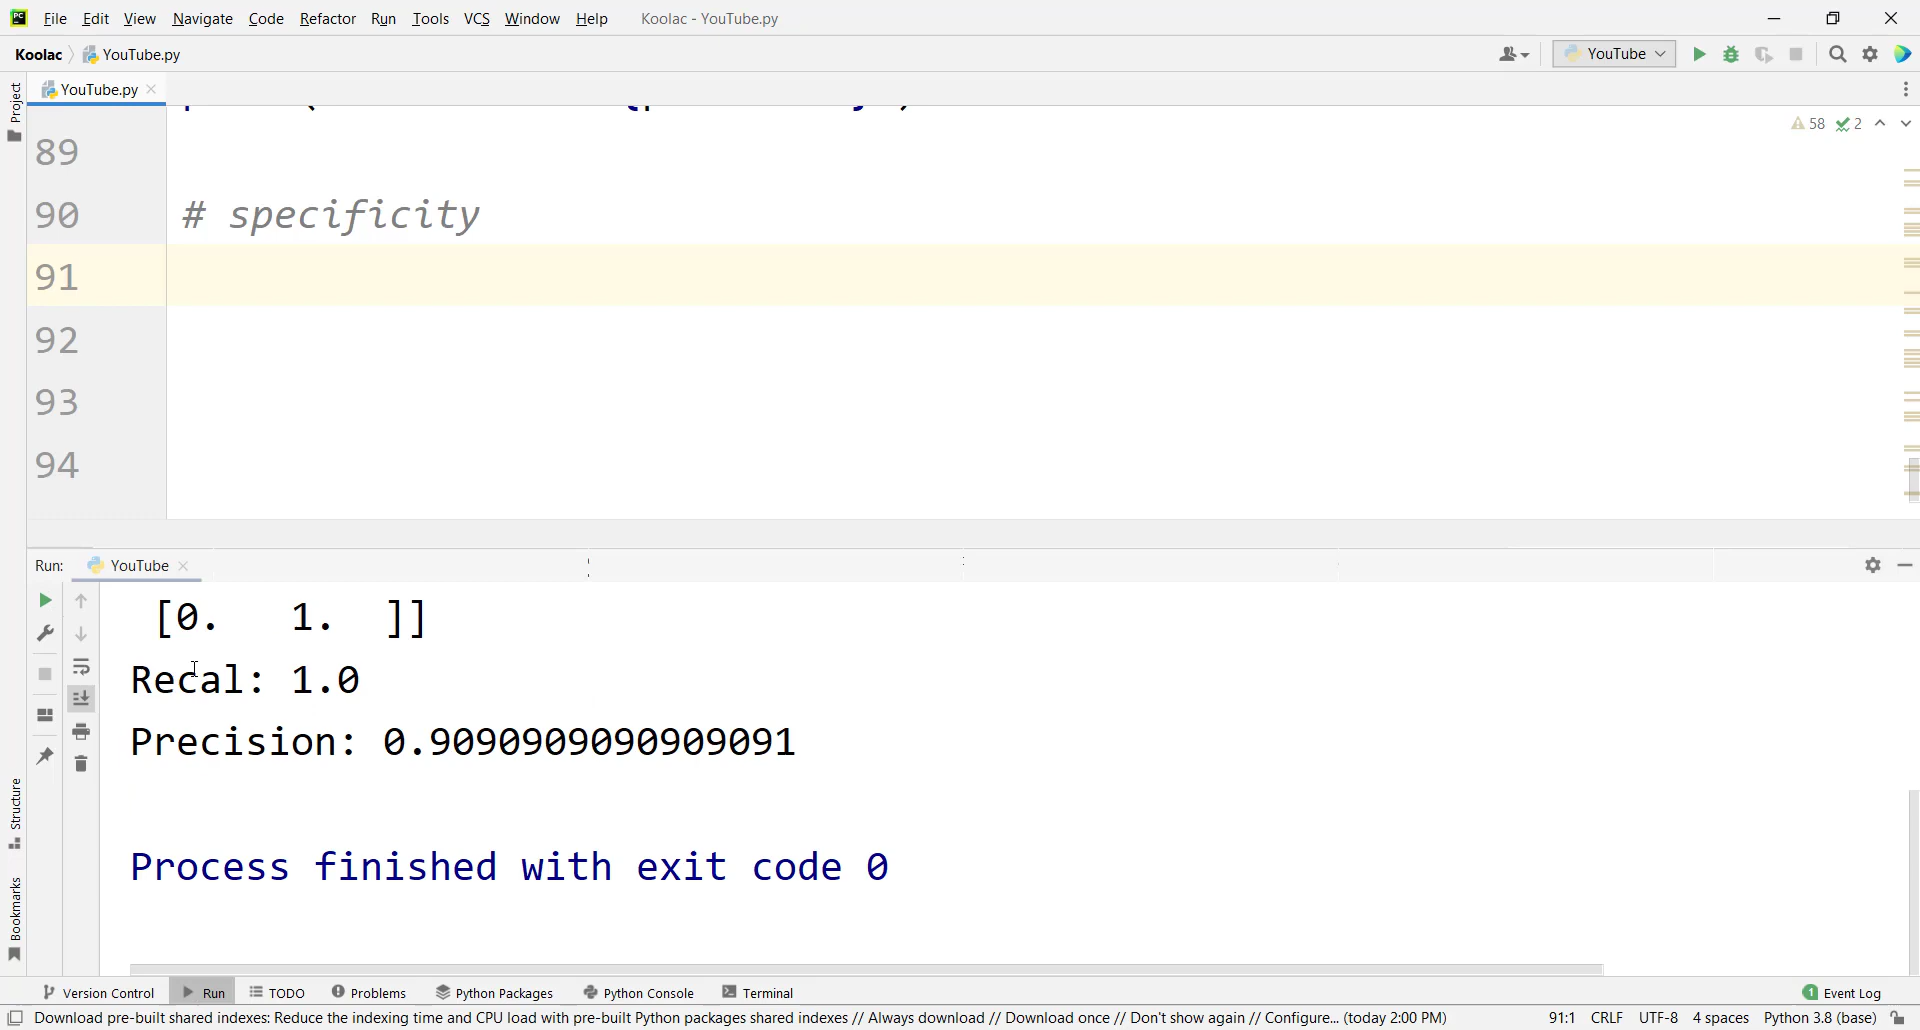 File Edit View Navigate Code Refactor Run Tools VCS Window Help Koolac - YouTube.py
Koolac YouTube.py YouTube
Project
YouTube.py
58 2
89
90 # specificity
91
92
93
94
Run: YouTube
[0. 1. ]]
Recal: 1.0
Precision: 0.9090909090909091
Process finished with exit code 0
Structure
Bookmarks
Version Control Run TODO Problems Python Packages Python Console Terminal 1 Event Log
Download pre-built shared indexes: Reduce the indexing time and CPU load with pre-built Python packages shared indexes // Always download // Download once // Don't show again // Configure... (today 2:00 PM) 91:1 CRLF UTF-8 4 spaces Python 3.8 (base)